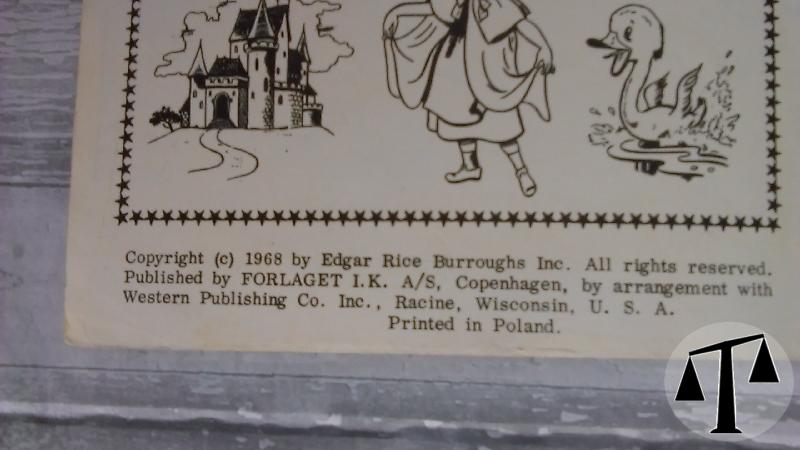 Copyright (c) 1968 by Edgar Rice Burroughs Inc. All rights reserved.
Published by FORLAGET I.K. A/S, Copenhagen, by arrangement with
Western Publishing Co. Inc., Racine, Wisconsin, U. S. A.
Printed in Poland.